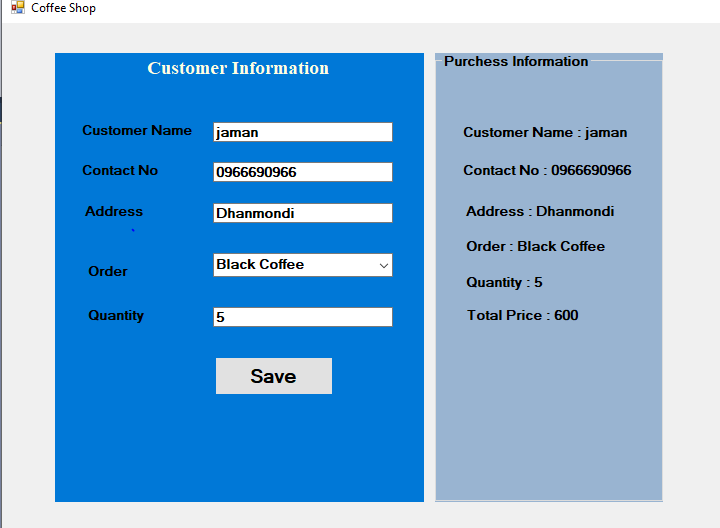 Coffee Shop
Customer Information
Customer Name jaman
Contact No 0966690966
Address Dhanmondi
Order Black Coffee
Quantity 5
Save
Purchess Information
Customer Name : jaman
Contact No : 0966690966
Address : Dhanmondi
Order : Black Coffee
Quantity : 5
Total Price : 600